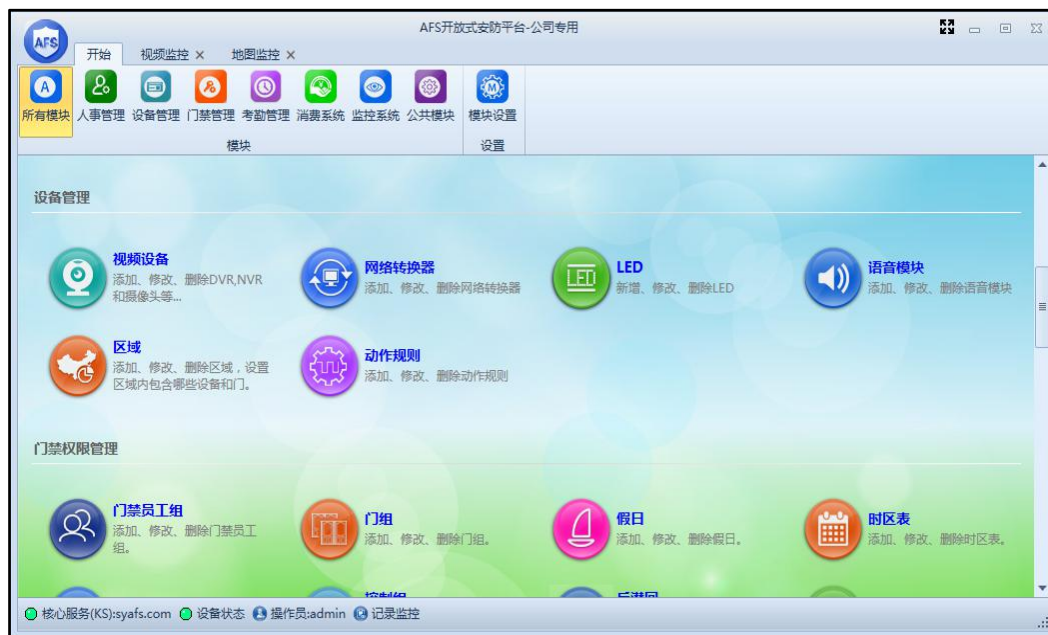 AFS开放式安防平台-公司专用
AFS
开始 视频监控 × 地图监控 ×
A
所有模块 人事管理 设备管理 门禁管理 考勤管理 消费系统 监控系统 公共模块 模块设置
模块 设置
设备管理
视频设备
添加、修改、删除DVR,NVR
和摄像头等...
网络转换器
添加、修改、删除网络转换器
LED
LED
新增、修改、删除LED
语音模块
添加、修改、删除语音模块
区域
添加、修改、删除区域，设置
区域内包含哪些设备和门。
动作规则
添加、修改、删除动作规则
门禁权限管理
门禁员工组
添加、修改、删除门禁员工
组。
门组
添加、修改、删除门组。
假日
添加、修改、删除假日。
时区表
添加、修改、删除时区表。
核心服务(KS):syafs.com 设备状态 操作员:admin 记录监控